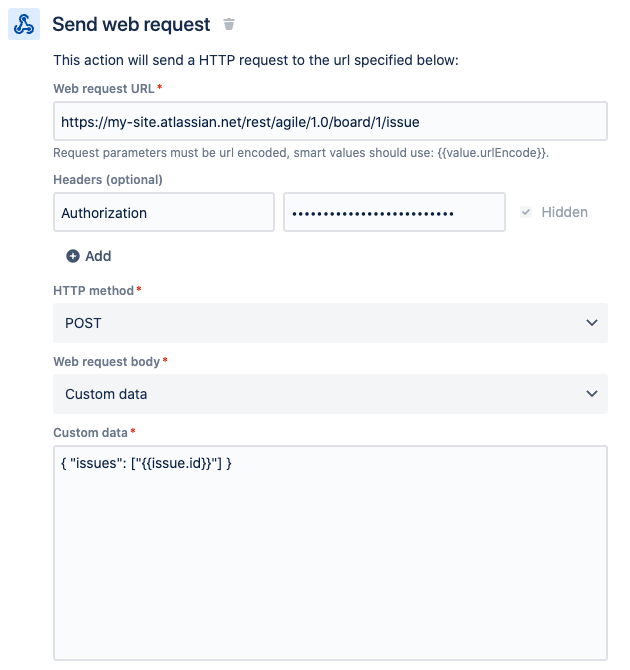 Send web request
This action will send a HTTP request to the url specified below:
Web request URL*
https://my-site.atlassian.net/rest/agile/1.0/board/1/issue
Request parameters must be url encoded, smart values should use: {{value.urlEncode}}.
Headers (optional)
Authorization •••••••••••••••••••••••••• Hidden
Add
HTTP method*
POST
Web request body*
Custom data
Custom data*
{ "issues": ["{{issue.id}}"] }